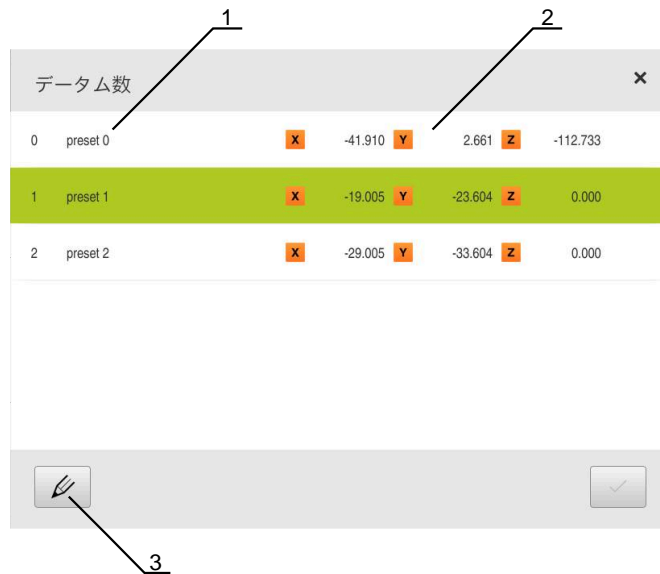 1
2
データム数 ×
0 preset 0 X -41.910 Y 2.661 Z -112.733
1 preset 1 X -19.005 Y -23.604 Z 0.000
2 preset 2 X -29.005 Y -33.604 Z 0.000
3